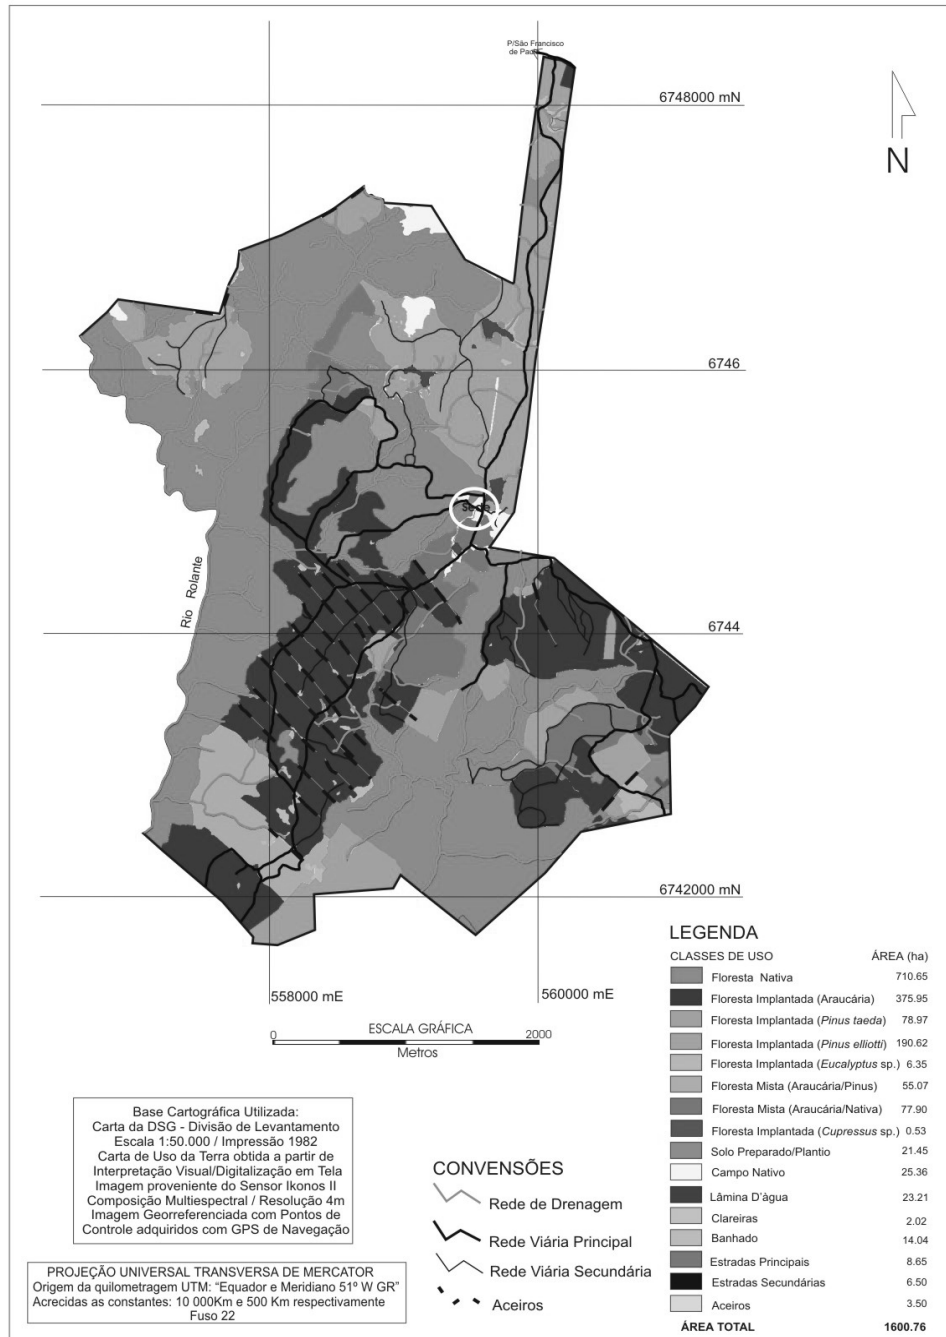 P/São Francisco
de Paola
6748000 mN
N
6746
Sede
Rio Rolante
6744
6742000 mN
558000 mE
560000 mE
ESCALA GRÁFICA
0 2000
Metros
LEGENDA
CLASSES DE USO ÁREA (ha)
Floresta Nativa 710.65
Floresta Implantada (Araucária) 375.95
Floresta Implantada (Pinus taeda) 78.97
Floresta Implantada (Pinus elliotti) 190.62
Floresta Implantada (Eucalyptus sp.) 6.35
Floresta Mista (Araucária/Pinus) 55.07
Floresta Mista (Araucária/Nativa) 77.90
Floresta Implantada (Cupressus sp.) 0.53
Solo Preparado/Plantio 21.45
Campo Nativo 25.36
Lâmina D'água 23.21
Clareiras 2.02
Banhado 14.04
Estradas Principais 8.65
Estradas Secundárias 6.50
Aceiros 3.50
ÁREA TOTAL 1600.76
Base Cartográfica Utilizada:
Carta da DSG - Divisão de Levantamento
Escala 1:50.000 / Impressão 1982
Carta de Uso da Terra obtida a partir de
Interpretação Visual/Digitalização em Tela
Imagem proveniente do Sensor Ikonos II
Composição Multiespectral / Resolução 4m
Imagem Georreferenciada com Pontos de
Controle adquiridos com GPS de Navegação
CONVENSÕES
Rede de Drenagem
Rede Viária Principal
Rede Viária Secundária
Aceiros
PROJEÇÃO UNIVERSAL TRANSVERSA DE MERCATOR
Origem da quilometragem UTM: “Equador e Meridiano 51º W GR”
Acrecidas as constantes: 10 000Km e 500 Km respectivamente
Fuso 22